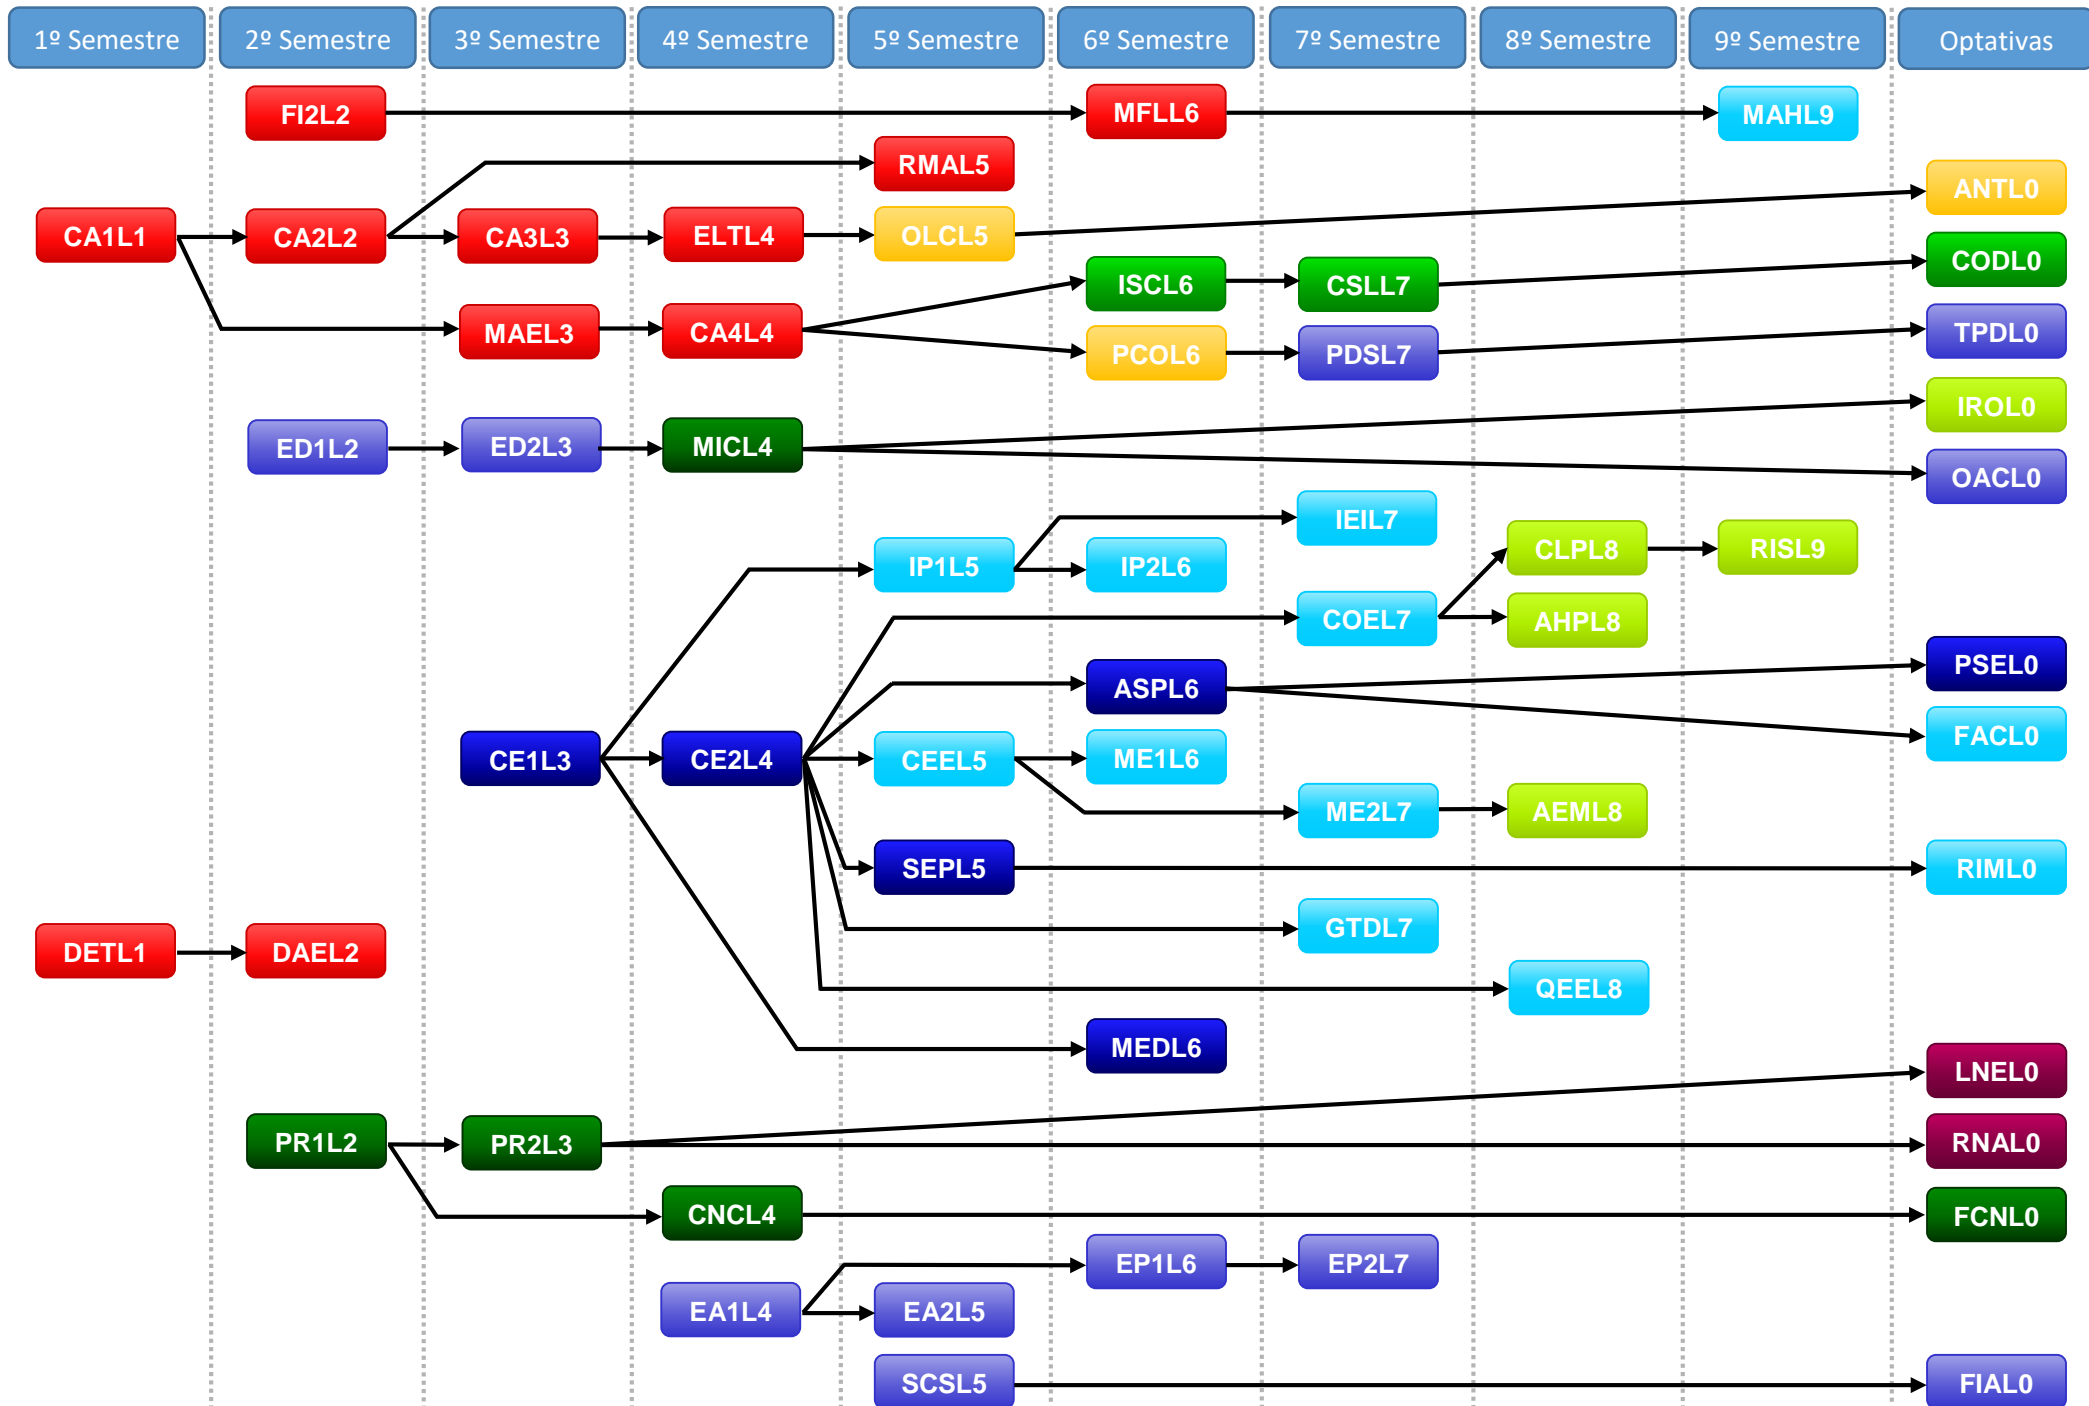 1º Semestre 2º Semestre 3º Semestre 4º Semestre 5º Semestre 6º Semestre 7º Semestre 8º Semestre 9º Semestre Optativas
FI2L2 MFLL6 MAHL9
RMAL5
ANTL0
CA1L1 CA2L2 CA3L3 ELTL4 OLCL5
CODL0
ISCL6 CSLL7
MAEL3 CA4L4 TPDL0
PCOL6 PDSL7
IROL0
ED1L2 ED2L3 MICL4
OACL0
IEIL7
CLPL8 RISL9
IP1L5 IP2L6
COEL7 AHPL8
PSEL0
ASPL6
FACL0
CE1L3 CE2L4 CEEL5 ME1L6
ME2L7 AEML8
SEPL5 RIML0
GTDL7
DETL1 DAEL2
QEEL8
MEDL6
LNEL0
PR1L2 PR2L3 RNAL0
CNCL4 FCNL0
EP1L6 EP2L7
EA1L4 EA2L5
SCSL5 FIAL0